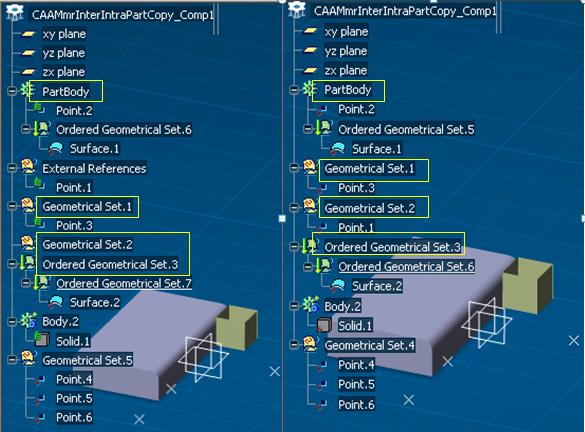 CAAMmrInterIntraPartCopy_Comp1
xy plane
yz plane
zx plane
PartBody
Point.2
Ordered Geometrical Set.6
Surface.1
External References
Point.1
Geometrical Set.1
Point.3
Geometrical Set.2
Ordered Geometrical Set.3
Ordered Geometrical Set.7
Surface.2
Body.2
Solid.1
Geometrical Set.5
Point.4
Point.5
Point.6
CAAMmrInterIntraPartCopy_Comp1
xy plane
yz plane
zx plane
PartBody
Point.2
Ordered Geometrical Set.5
Surface.1
Geometrical Set.1
Point.3
Geometrical Set.2
Point.1
Ordered Geometrical Set.3
Ordered Geometrical Set.6
Surface.2
Body.2
Solid.1
Geometrical Set.4
Point.4
Point.5
Point.6